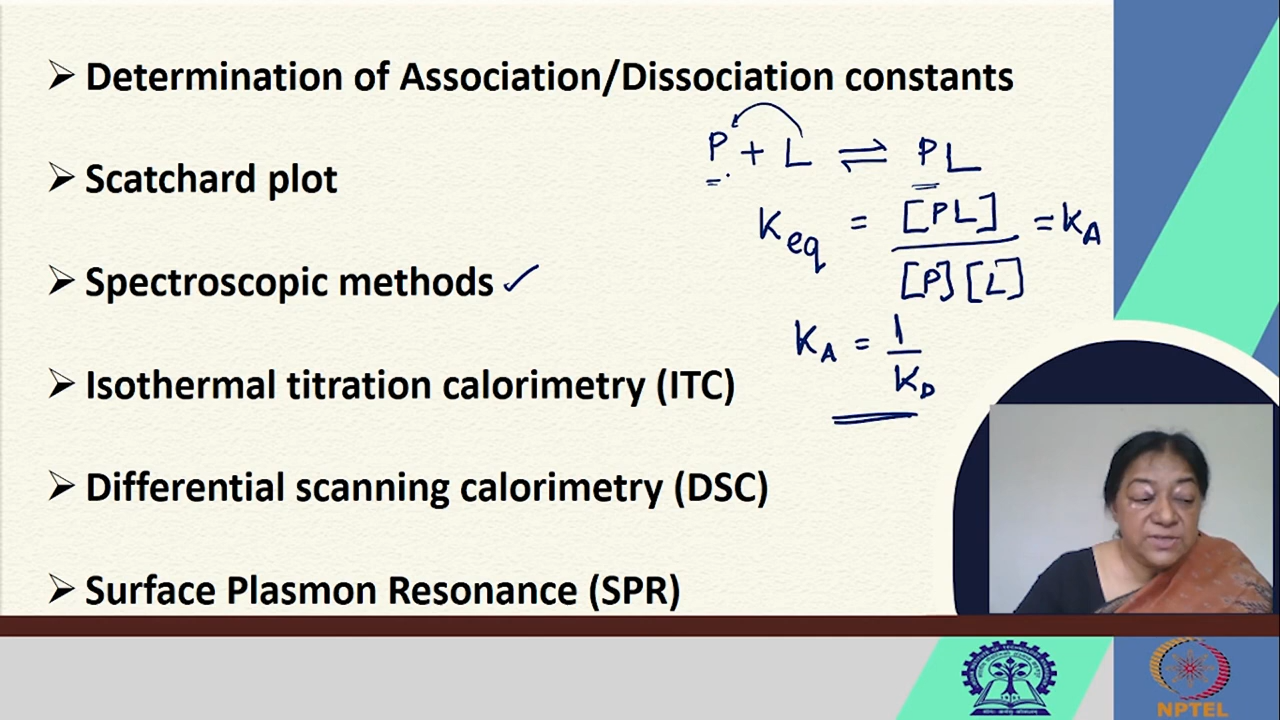 ➢ Determination of Association/Dissociation constants
P + L ⇌ PL
➢ Scatchard plot
Keq = [PL] / [P][L] = KA
➢ Spectroscopic methods ✓
KA = 1 / KD
➢ Isothermal titration calorimetry (ITC)
➢ Differential scanning calorimetry (DSC)
➢ Surface Plasmon Resonance (SPR)
NPTEL